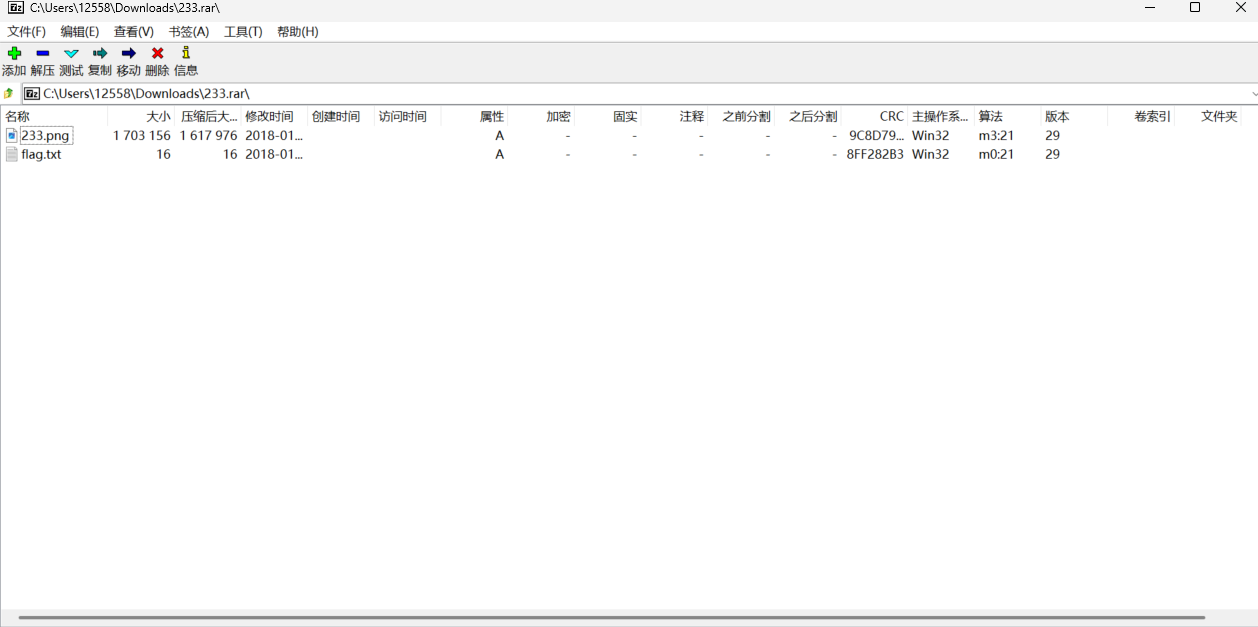 7z C:\Users\12558\Downloads\233.rar\
文件(F) 编辑(E) 查看(V) 书签(A) 工具(T) 帮助(H)
添加 解压 测试 复制 移动 删除 信息
7z C:\Users\12558\Downloads\233.rar\
名称 大小 压缩后大... 修改时间 创建时间 访问时间 属性 加密 固实 注释 之前分割 之后分割 CRC 主操作系... 算法 版本 卷索引 文件夹
233.png 1 703 156 1 617 976 2018-01... A - - - - - 9C8D79... Win32 m3:21 29
flag.txt 16 16 2018-01... A - - - - - 8FF282B3 Win32 m0:21 29